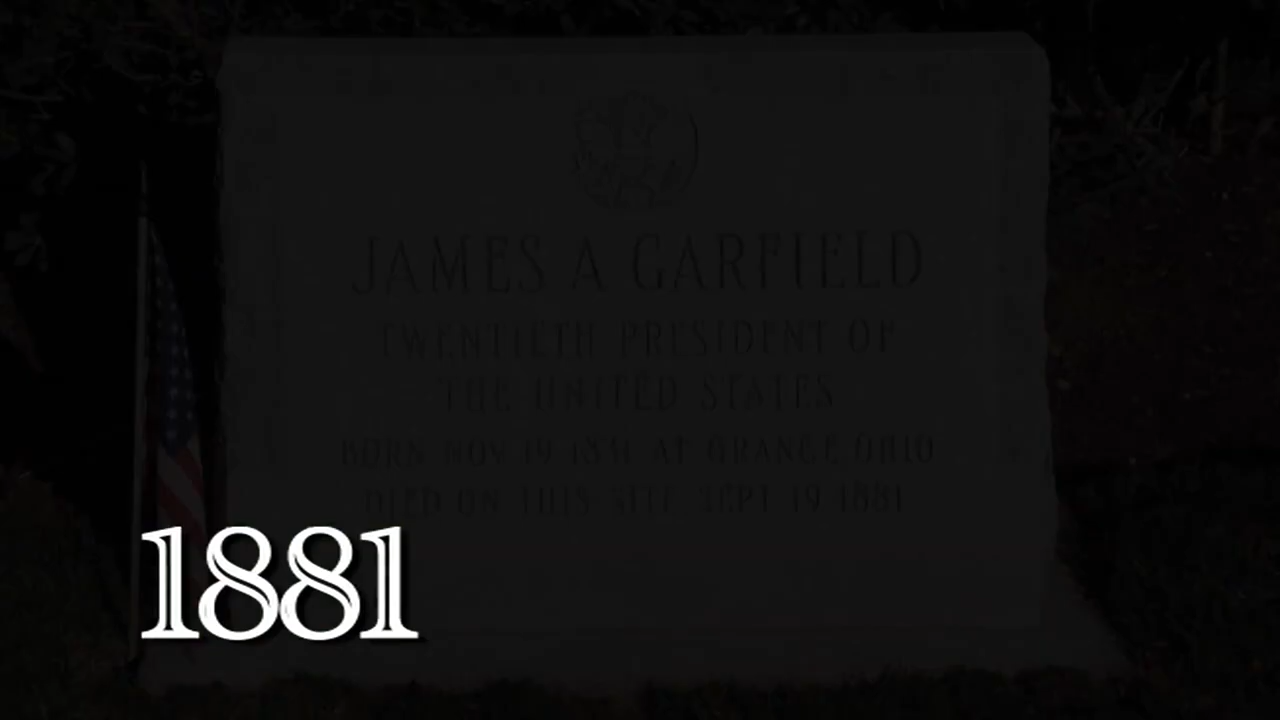 JAMES A GARFIELD
TWENTIETH PRESIDENT OF
THE UNITED STATES
BORN NOV 19 1831 AT ORANGE OHIO
DIED ON THIS SITE SEPT 19 1881
1881